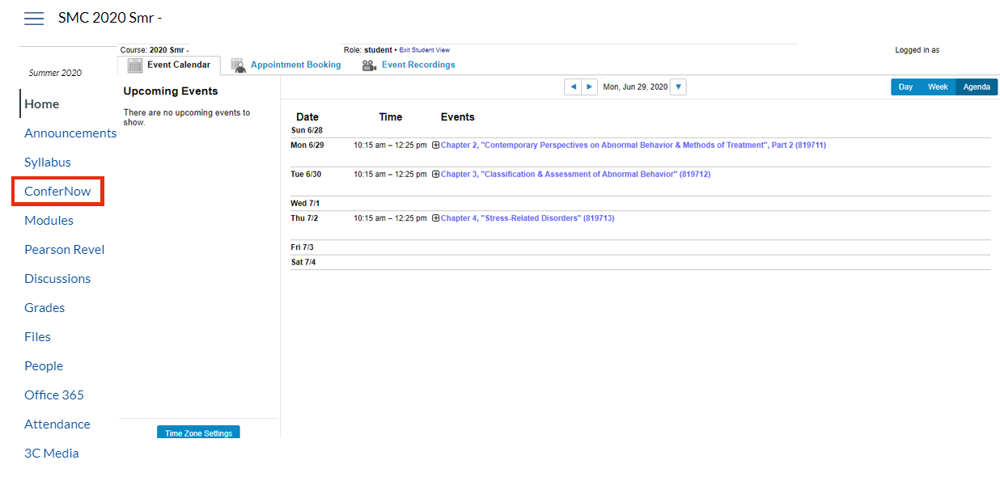 SMC 2020 Smr -
Course: 2020 Smr -
Role: student • Exit Student View
Logged in as
Summer 2020
Home
Announcements
Syllabus
ConferNow
Modules
Pearson Revel
Discussions
Grades
Files
People
Office 365
Attendance
3C Media
Event Calendar
Appointment Booking
Event Recordings
Upcoming Events
There are no upcoming events to
show.
Time Zone Settings
Mon, Jun 29, 2020
Day Week Agenda
Date Time Events
Sun 6/28
Mon 6/29 10:15 am – 12:25 pm Chapter 2, "Contemporary Perspectives on Abnormal Behavior & Methods of Treatment", Part 2 (819711)
Tue 6/30 10:15 am – 12:25 pm Chapter 3, "Classification & Assessment of Abnormal Behavior" (819712)
Wed 7/1
Thu 7/2 10:15 am – 12:25 pm Chapter 4, "Stress-Related Disorders" (819713)
Fri 7/3
Sat 7/4